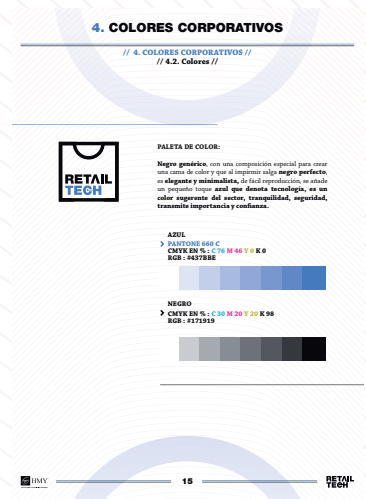 4. COLORES CORPORATIVOS
// 4. COLORES CORPORATIVOS //
// 4.2. Colores //
RETAIL
TECH
PALETA DE COLOR:
Negro genérico, con una composición especial para crear
una cama de color y que al impirmir salga negro perfecto,
es elegante y minimalista, de fácil reproducción, se añade
un pequeño toque azul que denota tecnología, es un
color sugerente del sector, tranquilidad, seguridad,
transmite importancia y confianza.
AZUL
PANTONE 660 C
CMYK EN % : C 76 M 46 Y 0 K 0
RGB : #437BBE
NEGRO
CMYK EN % : C 30 M 20 Y 20 K 98
RGB : #171919
HMY
15
RETAIL
TECH